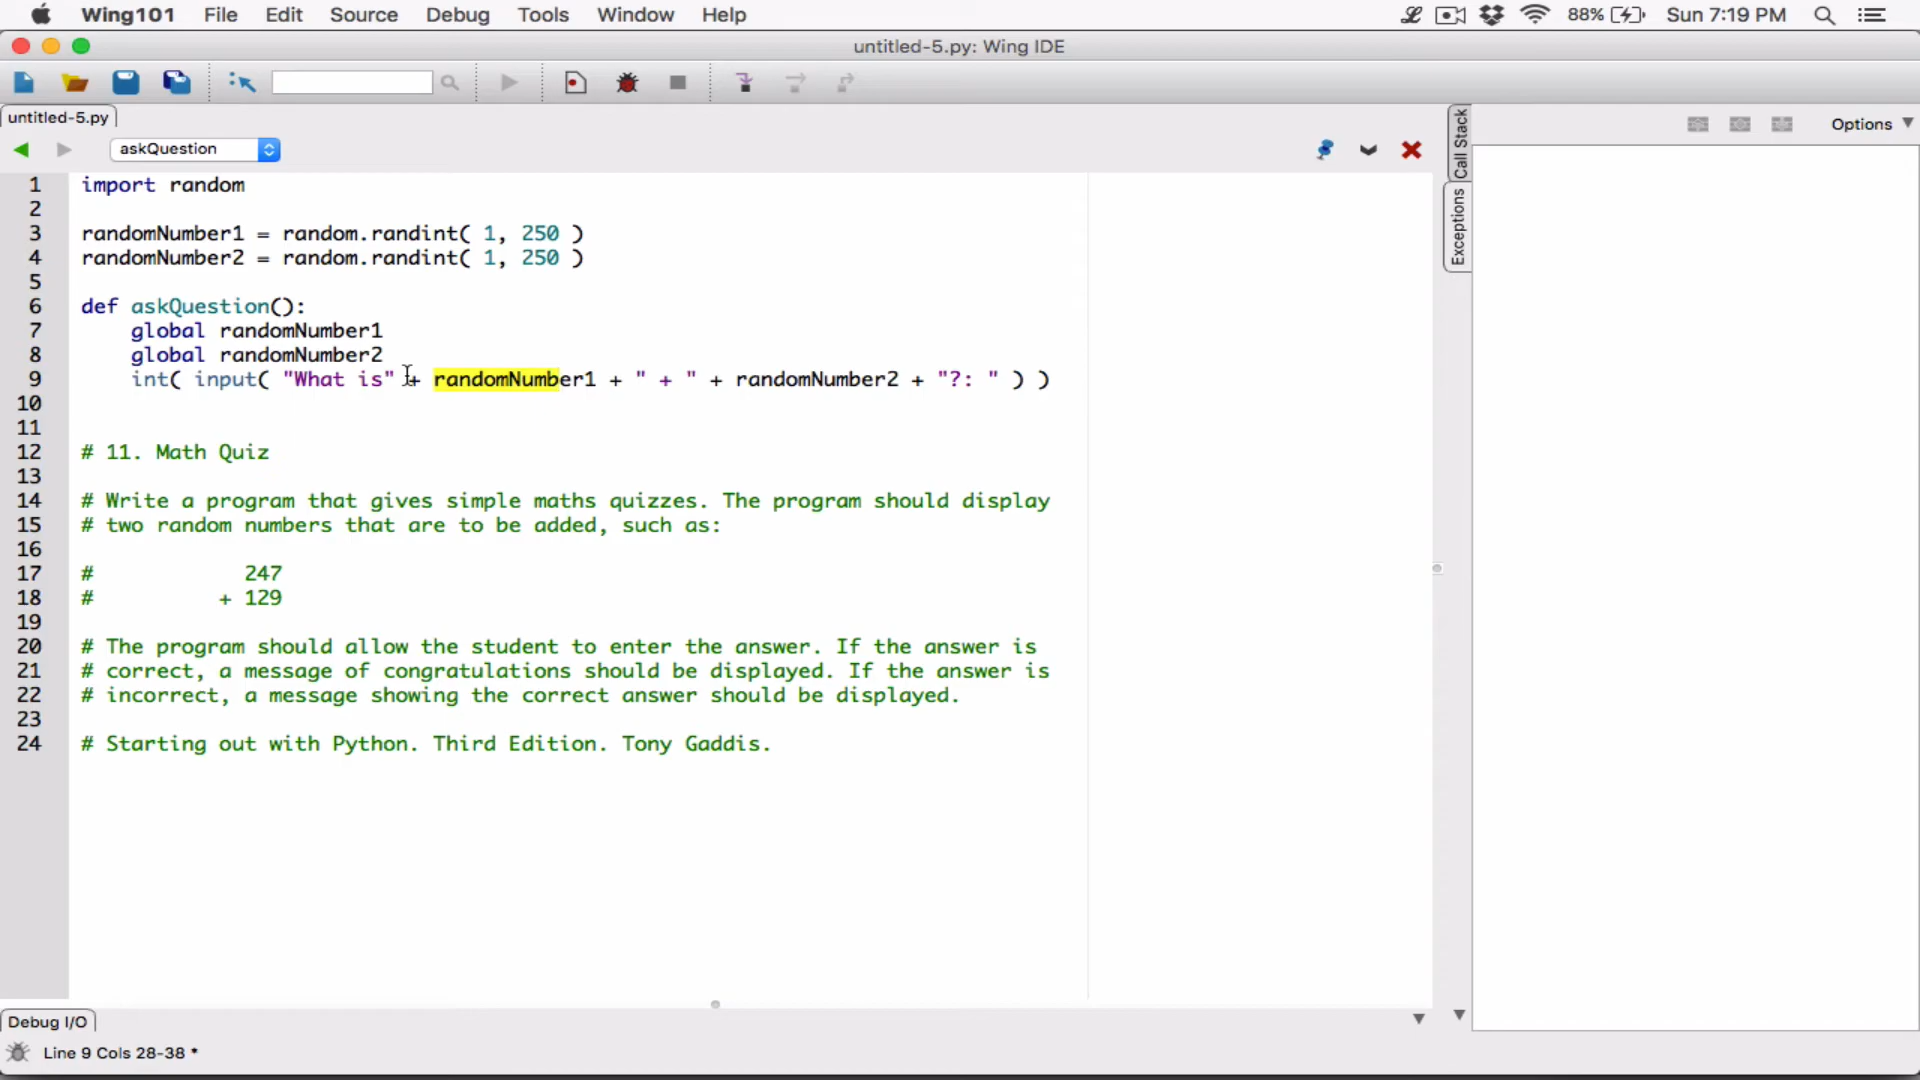 Wing101 File Edit Source Debug Tools Window Help 88% Sun 7:19 PM
untitled-5.py: Wing IDE
untitled-5.py
askQuestion
Options
Call Stack
Exceptions
1 import random
2
3 randomNumber1 = random.randint( 1, 250 )
4 randomNumber2 = random.randint( 1, 250 )
5
6 def askQuestion():
7 global randomNumber1
8 global randomNumber2
9 int( input( "What is" + randomNumber1 + " + " + randomNumber2 + "?: " ) )
10
11
12 # 11. Math Quiz
13
14 # Write a program that gives simple maths quizzes. The program should display
15 # two random numbers that are to be added, such as:
16
17 # 247
18 # + 129
19
20 # The program should allow the student to enter the answer. If the answer is
21 # correct, a message of congratulations should be displayed. If the answer is
22 # incorrect, a message showing the correct answer should be displayed.
23
24 # Starting out with Python. Third Edition. Tony Gaddis.
Debug I/O
Line 9 Cols 28-38 *